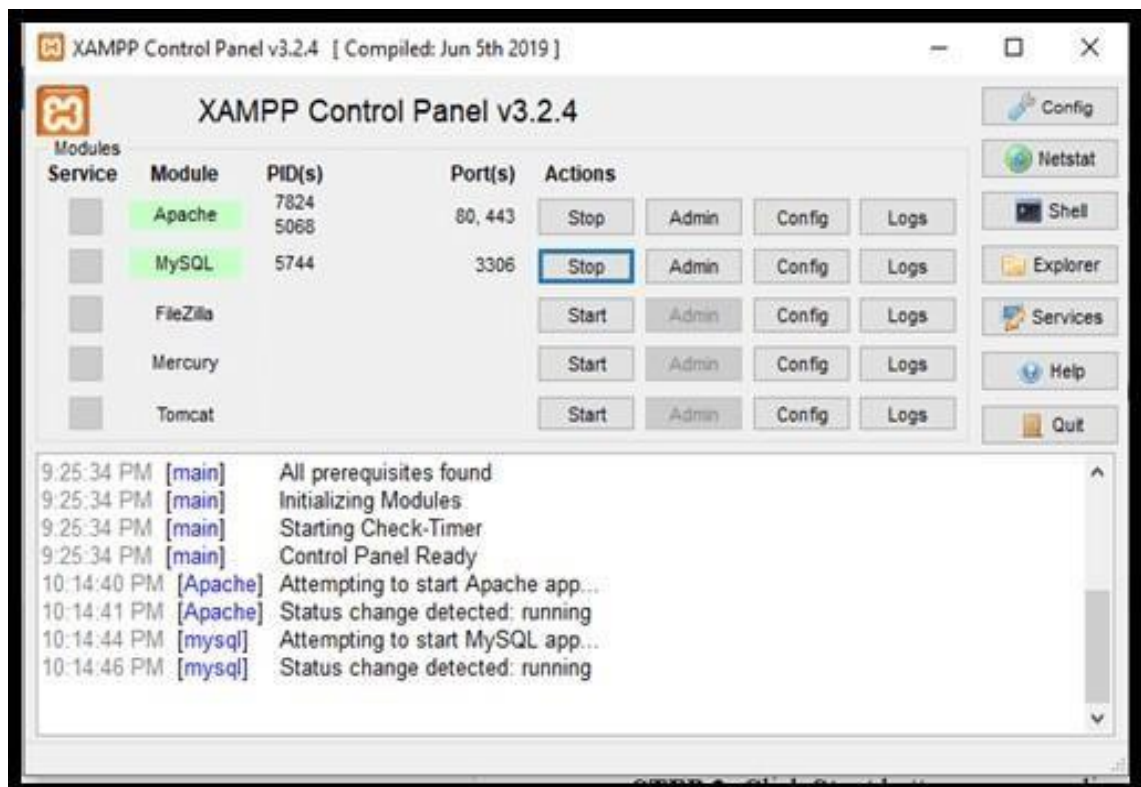 XAMPP Control Panel v3.2.4 [ Compiled: Jun 5th 2019 ]
XAMPP Control Panel v3.2.4
Config
Modules
Service Module PID(s) Port(s) Actions
Netstat
Apache 7824 5068 80, 443 Stop Admin Config Logs
Shell
MySQL 5744 3306 Stop Admin Config Logs
Explorer
FileZilla Start Admin Config Logs
Services
Mercury Start Admin Config Logs
Help
Tomcat Start Admin Config Logs
Quit
9:25:34 PM [main] All prerequisites found
9:25:34 PM [main] Initializing Modules
9:25:34 PM [main] Starting Check-Timer
9:25:34 PM [main] Control Panel Ready
10:14:40 PM [Apache] Attempting to start Apache app...
10:14:41 PM [Apache] Status change detected: running
10:14:44 PM [mysql] Attempting to start MySQL app...
10:14:46 PM [mysql] Status change detected: running